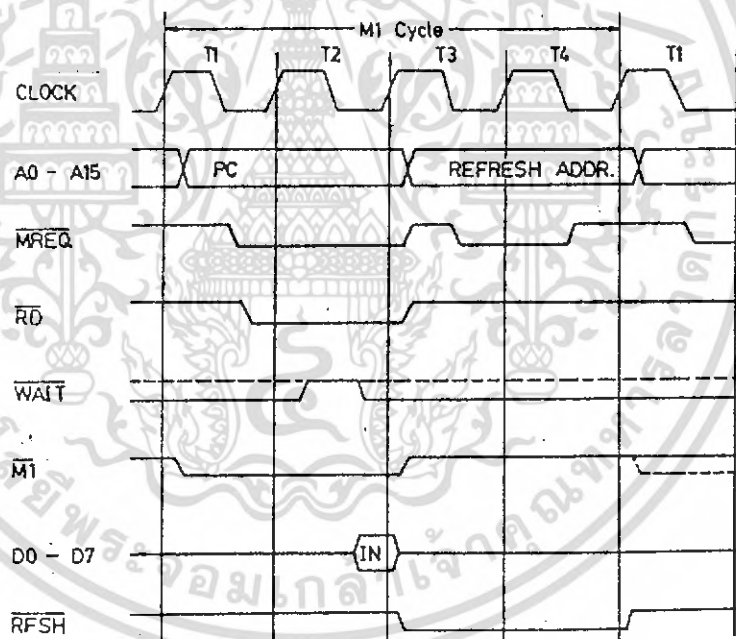 M1 Cycle
T1 T2 T3 T4 T1
CLOCK
A0 - A15 PC REFRESH ADDR.
MREQ
RD
WAIT
M1
D0 - D7 IN
RFSH